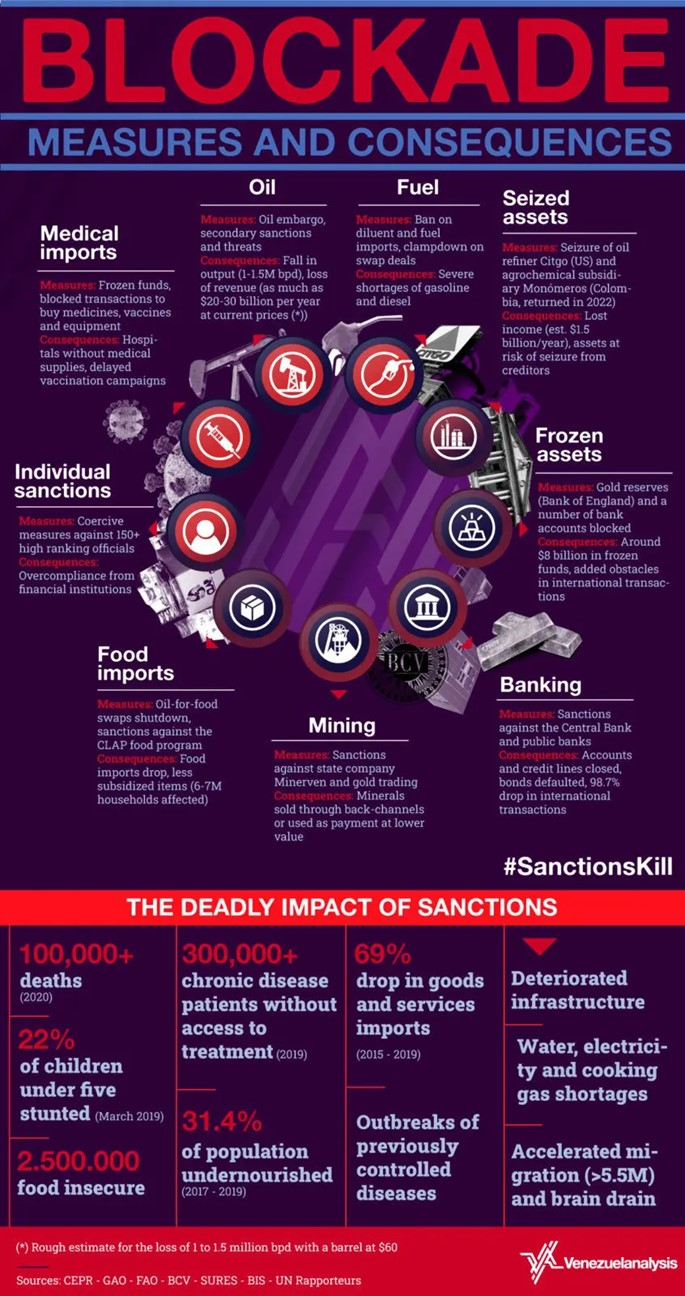 BLOCKADE
MEASURES AND CONSEQUENCES
Oil
Measures: Oil embargo,
secondary sanctions
and threats
Consequences: Fall in
output (1-1.5M bpd), loss
of revenue (as much as
$20-30 billion per year
at current prices (*))
Fuel
Measures: Ban on
diluent and fuel
imports, clampdown on
swap deals
Consequences: Severe
shortages of gasoline
and diesel
Seized
assets
Measures: Seizure of oil
refiner Citgo (US) and
agrochemical subsidi-
ary Monómeros (Colom-
bia, returned in 2022)
Consequences: Lost
income (est. $1.5
billion/year), assets at
risk of seizure from
creditors
Medical
imports
Measures: Frozen funds,
blocked transactions to
buy medicines, vaccines
and equipment
Consequences: Hospi-
tals without medical
supplies, delayed
vaccination campaigns
CITGO
Frozen
assets
Measures: Gold reserves
(Bank of England) and a
number of bank
accounts blocked
Consequences: Around
$8 billion in frozen
funds, added obstacles
in international transac-
tions
Individual
sanctions
Measures: Coercive
measures against 150+
high ranking officials
Consequences:
Overcompliance from
financial institutions
Food
imports
Measures: Oil-for-food
swaps shutdown,
sanctions against the
CLAP food program
Consequences: Food
imports drop, less
subsidized items (6-7M
households affected)
BCV
Mining
Measures: Sanctions
against state company
Minerven and gold trading
Consequences: Minerals
sold through back-channels
or used as payment at lower
value
Banking
Measures: Sanctions
against the Central Bank
and public banks
Consequences: Accounts
and credit lines closed,
bonds defaulted, 98.7%
drop in international
transactions
#SanctionsKill
THE DEADLY IMPACT OF SANCTIONS
100,000+
deaths
(2020)
22%
of children
under five
stunted (March 2019)
2.500.000
food insecure
300,000+
chronic disease
patients without
access to
treatment (2019)
31.4%
of population
undernourished
(2017 - 2019)
69%
drop in goods
and services
imports
(2015 - 2019)
Outbreaks of
previously
controlled
diseases
Deteriorated
infrastructure
Water, electrici-
ty and cooking
gas shortages
Accelerated mi-
gration (>5.5M)
and brain drain
(*) Rough estimate for the loss of 1 to 1.5 million bpd with a barrel at $60
Sources: CEPR - GAO - FAO - BCV - SURES - BIS - UN Rapporteurs
Venezuelanalysis